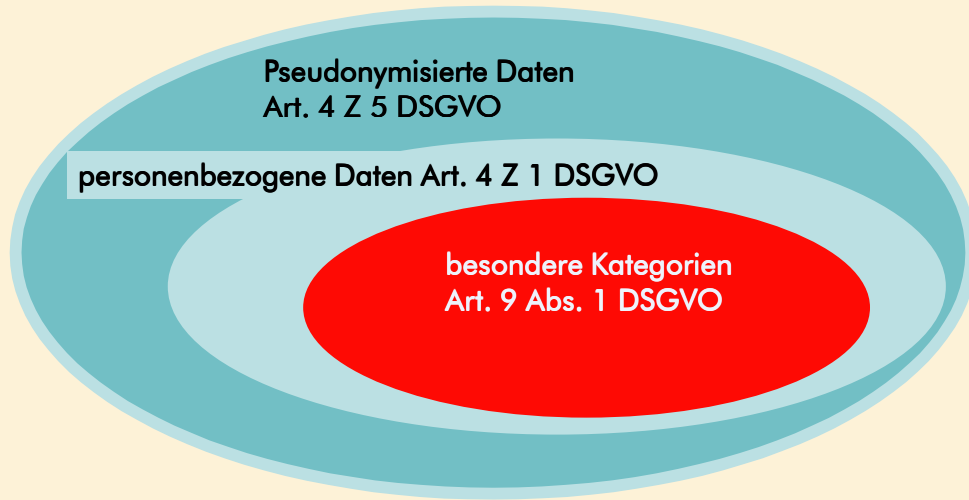 Pseudonymisierte Daten
Art. 4 Z 5 DSGVO
personenbezogene Daten Art. 4 Z 1 DSGVO
besondere Kategorien
Art. 9 Abs. 1 DSGVO